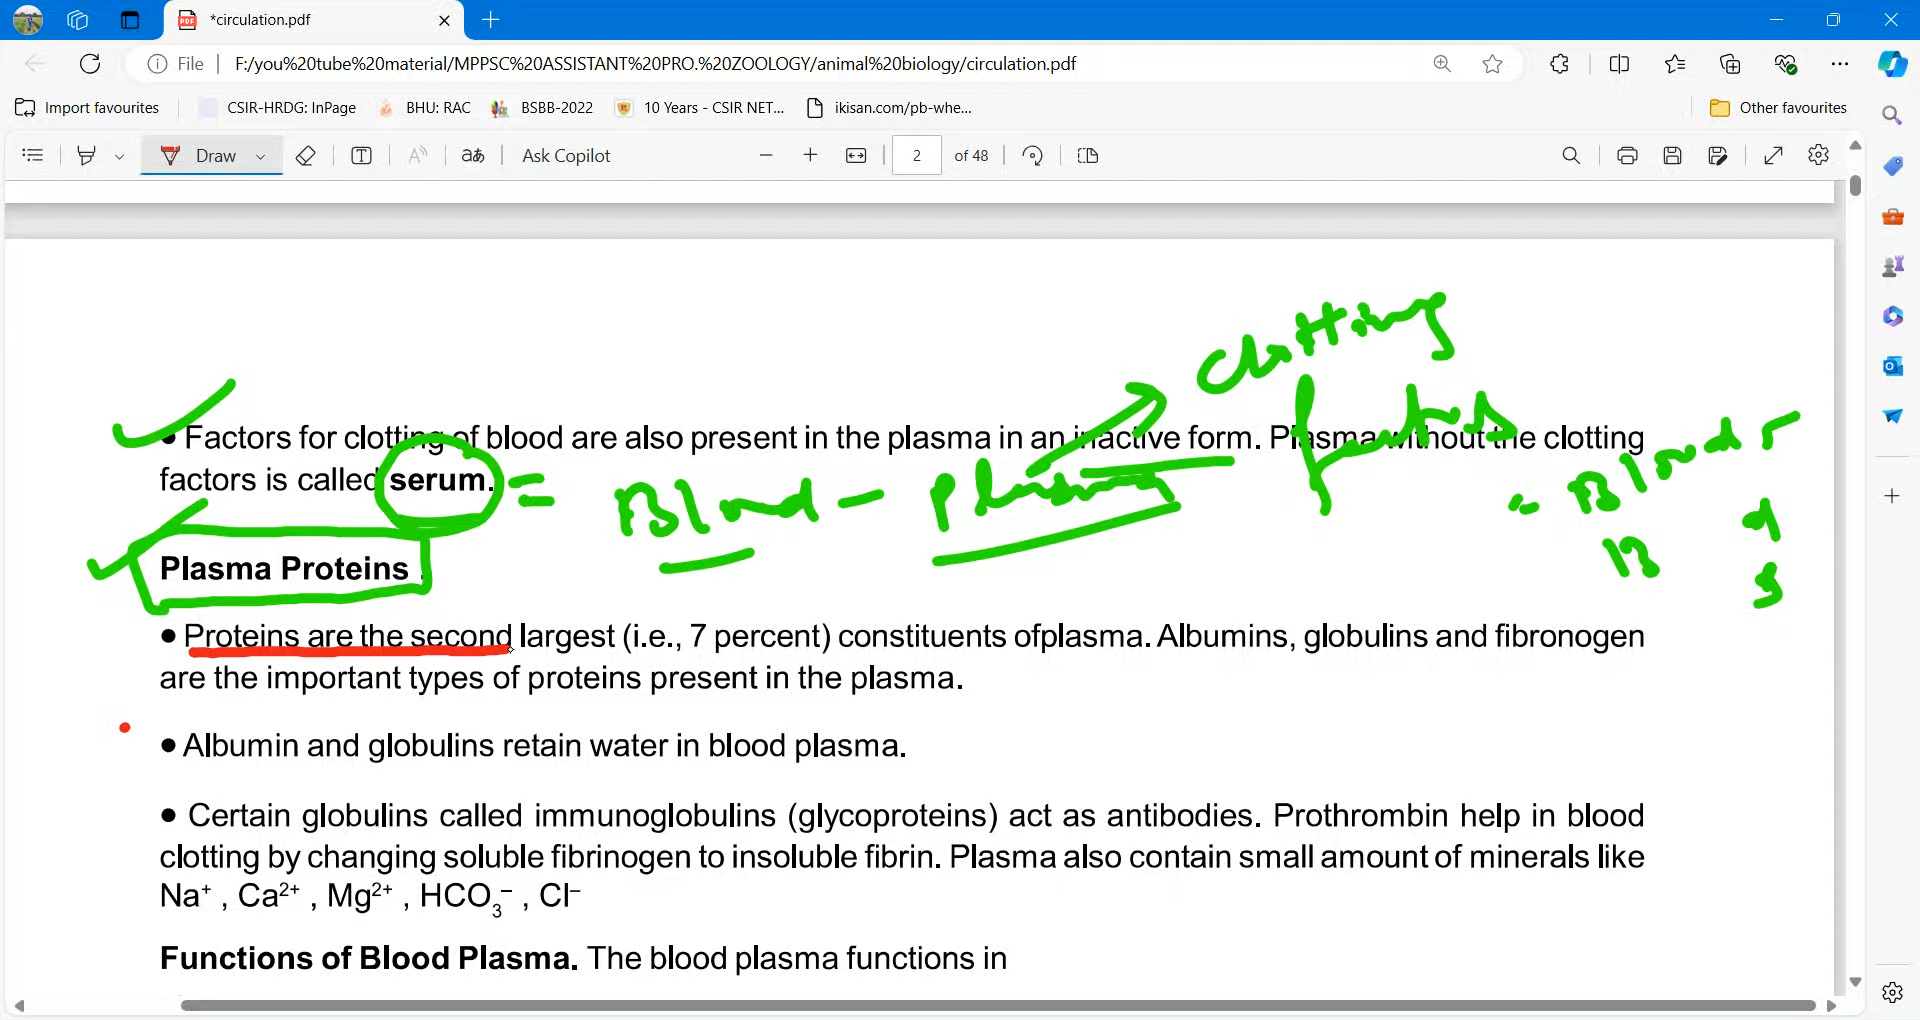 *circulation.pdf
File
F:/you%20tube%20material/MPPSC%20ASSISTANT%20PRO.%20ZOOLOGY/animal%20biology/circulation.pdf
Import favourites
CSIR-HRDG: InPage
BHU: RAC
BSBB-2022
10 Years - CSIR NET...
ikisan.com/pb-whe...
Other favourites
Draw
Ask Copilot
2 of 48
Clotting
factors
• Factors for clotting of blood are also present in the plasma in an inactive form. Plasma without the clotting
factors is called serum.
= Blood - Plasma
= Blood
Plasma Proteins
• Proteins are the second largest (i.e., 7 percent) constituents ofplasma. Albumins, globulins and fibronogen
are the important types of proteins present in the plasma.
• Albumin and globulins retain water in blood plasma.
• Certain globulins called immunoglobulins (glycoproteins) act as antibodies. Prothrombin help in blood
clotting by changing soluble fibrinogen to insoluble fibrin. Plasma also contain small amount of minerals like
Na⁺ , Ca²⁺ , Mg²⁺ , HCO₃⁻ , Cl⁻
Functions of Blood Plasma. The blood plasma functions in